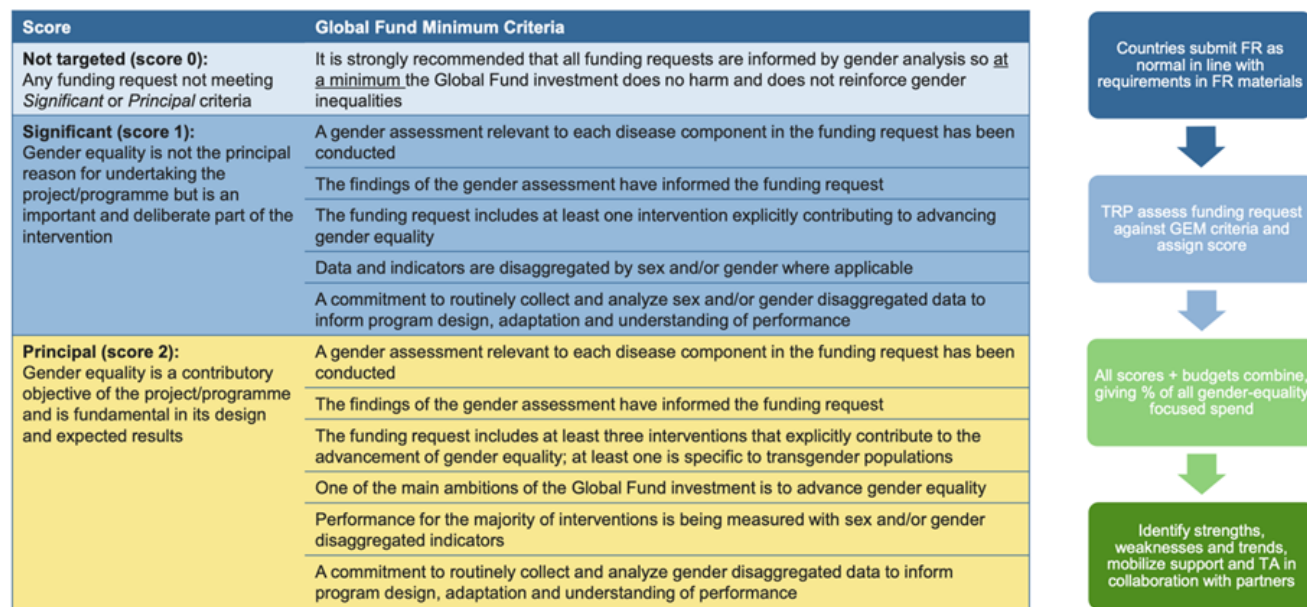 Score
Global Fund Minimum Criteria
Not targeted (score 0):
Any funding request not meeting
Significant or Principal criteria
It is strongly recommended that all funding requests are informed by gender analysis so at
a minimum the Global Fund investment does no harm and does not reinforce gender
inequalities
Significant (score 1):
Gender equality is not the principal
reason for undertaking the
project/programme but is an
important and deliberate part of the
intervention
A gender assessment relevant to each disease component in the funding request has been
conducted
The findings of the gender assessment have informed the funding request
The funding request includes at least one intervention explicitly contributing to advancing
gender equality
Data and indicators are disaggregated by sex and/or gender where applicable
A commitment to routinely collect and analyze sex and/or gender disaggregated data to
inform program design, adaptation and understanding of performance
Principal (score 2):
Gender equality is a contributory
objective of the project/programme
and is fundamental in its design
and expected results
A gender assessment relevant to each disease component in the funding request has been
conducted
The findings of the gender assessment have informed the funding request
The funding request includes at least three interventions that explicitly contribute to the
advancement of gender equality; at least one is specific to transgender populations
One of the main ambitions of the Global Fund investment is to advance gender equality
Performance for the majority of interventions is being measured with sex and/or gender
disaggregated indicators
A commitment to routinely collect and analyze gender disaggregated data to inform
program design, adaptation and understanding of performance
Countries submit FR as
normal in line with
requirements in FR materials
TRP assess funding request
against GEM criteria and
assign score
All scores + budgets combine,
giving % of all gender-equality
focused spend
Identify strengths,
weaknesses and trends,
mobilize support and TA in
collaboration with partners